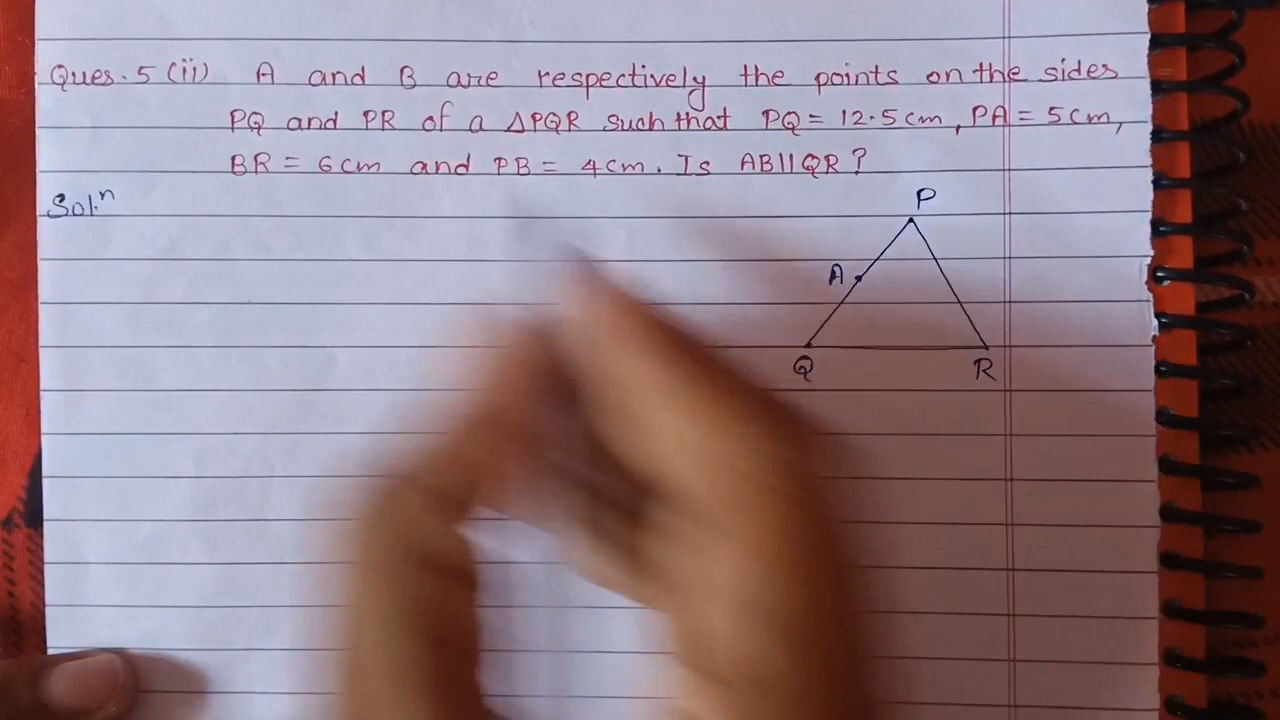 Ques. 5 (ii) A and B are respectively the points on the sides
PQ and PR of a △PQR such that PQ = 12.5 cm, PA = 5 cm,
BR = 6 cm and PB = 4 cm. Is AB||QR?
Sol.ⁿ
P
A
Q
R